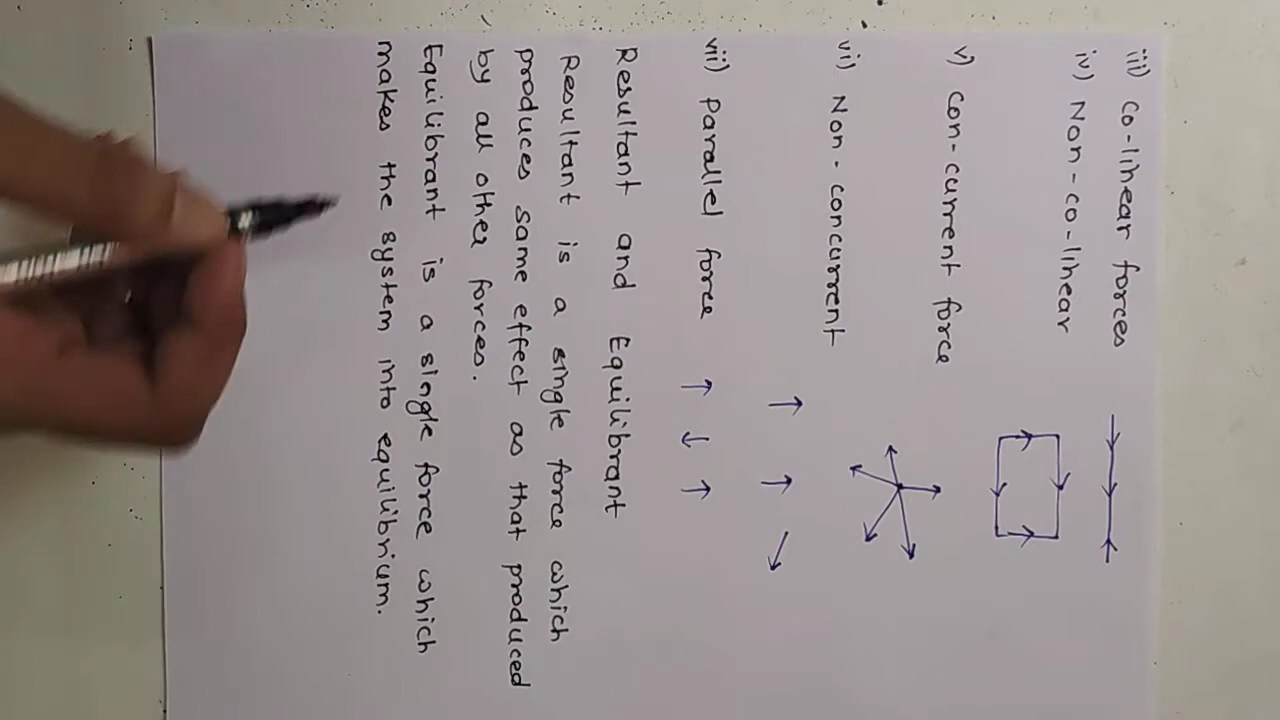 iii) Co-linear forces
iv) Non-co-linear
v) Con-current force
vi) Non-concurrent
vii) Parallel force
Resultant and Equilibrant
Resultant is a single force which
produces same effect as that produced
by all other forces.
Equilibrant is a single force which
makes the system into equilibrium.